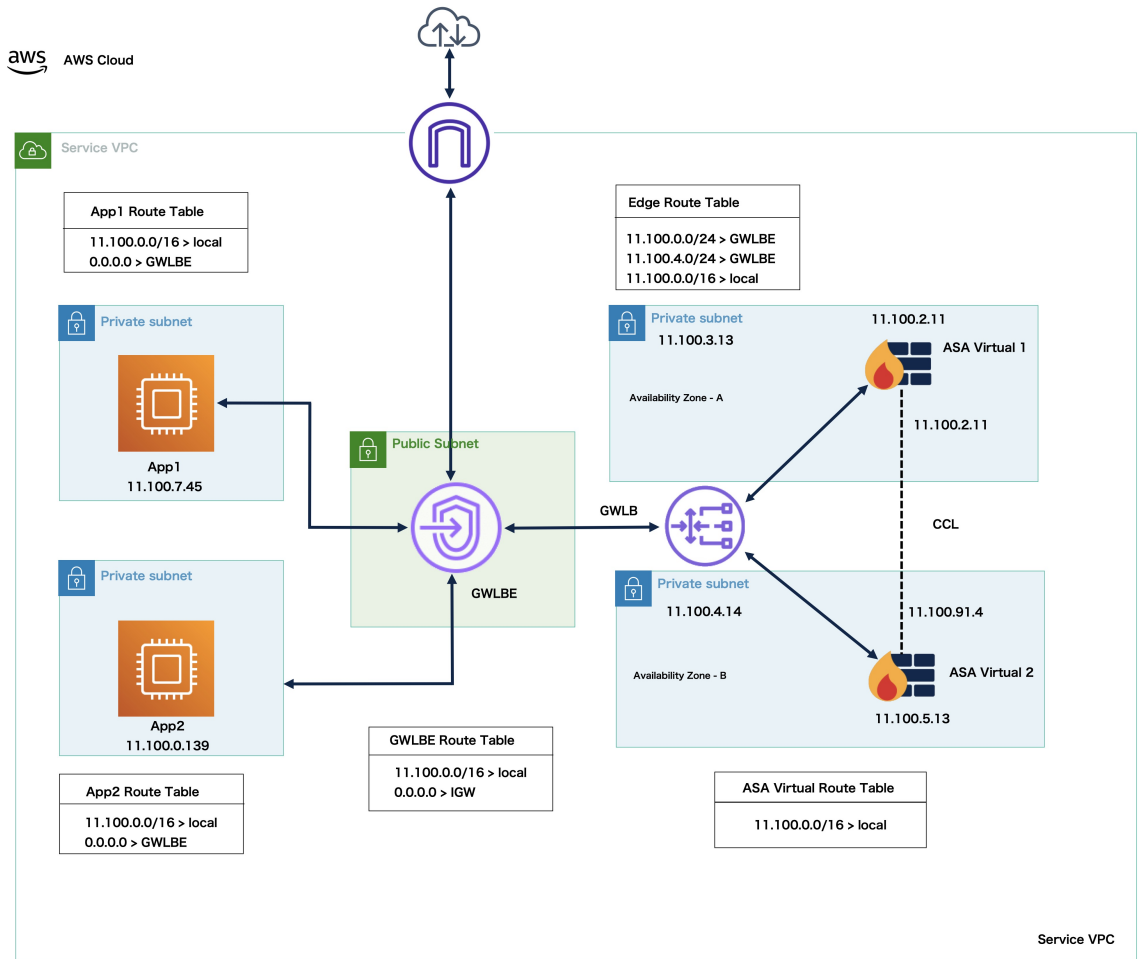 aws
AWS Cloud
Service VPC
App1 Route Table
11.100.0.0/16 > local
0.0.0.0 > GWLBE
Edge Route Table
11.100.0.0/24 > GWLBE
11.100.4.0/24 > GWLBE
11.100.0.0/16 > local
Private subnet
App1
11.100.7.45
Private subnet
11.100.3.13
11.100.2.11
ASA Virtual 1
Availability Zone - A
11.100.2.11
Public Subnet
GWLBE
GWLB
CCL
Private subnet
App2
11.100.0.139
Private subnet
11.100.4.14
11.100.91.4
Availability Zone - B
ASA Virtual 2
11.100.5.13
App2 Route Table
11.100.0.0/16 > local
0.0.0.0 > GWLBE
GWLBE Route Table
11.100.0.0/16 > local
0.0.0.0 > IGW
ASA Virtual Route Table
11.100.0.0/16 > local
Service VPC